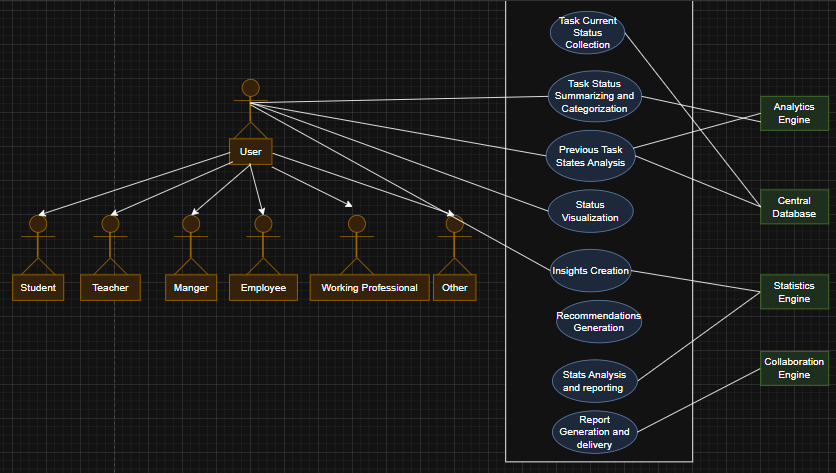 Task Current
Status
Collection
Task Status
Summarizing and
Categorization
Analytics
Engine
User
Previous Task
States Analysis
Status
Visualization
Central
Database
Insights Creation
Student
Teacher
Manger
Employee
Working Professional
Other
Statistics
Engine
Recommendations
Generation
Collaboration
Engine
Stats Analysis
and reporting
Report
Generation and
delivery